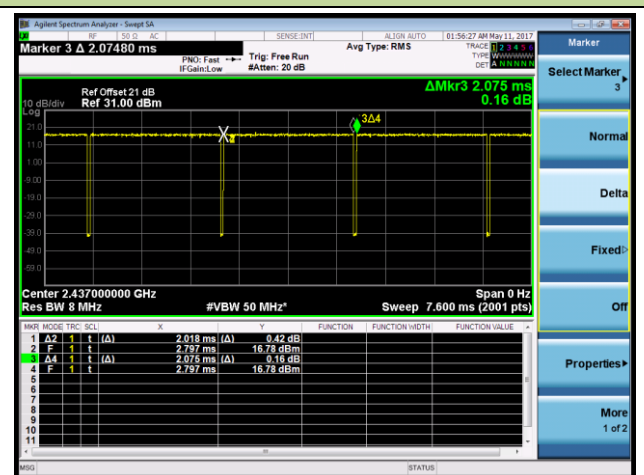 Agilent Spectrum Analyzer - Swept SA
RF 50 Ω AC SENSE:INT ALIGN AUTO 01:56:27 AM May 11, 2017
Marker 3 Δ 2.07480 ms
PNO: Fast Trig: Free Run Avg Type: RMS TRACE 1 2 3 4 5 6
IFGain:Low #Atten: 20 dB TYPE WWWWWW
DET A NNNNN
Ref Offset 21 dB ΔMkr3 2.075 ms
10 dB/div Ref 31.00 dBm 0.16 dB
Log
21.0
11.0
1.00
-9.00
-19.0
-29.0
-39.0
-49.0
-59.0
3Δ4
Center 2.437000000 GHz Span 0 Hz
Res BW 8 MHz #VBW 50 MHz* Sweep 7.600 ms (2001 pts)
MKR MODE TRC SCL X Y FUNCTION FUNCTION WIDTH FUNCTION VALUE
1 Δ2 1 t (Δ) 2.018 ms (Δ) 0.42 dB
2 F 1 t 2.797 ms 16.78 dBm
3 Δ4 1 t (Δ) 2.075 ms (Δ) 0.16 dB
4 F 1 t 2.797 ms 16.78 dBm
5
6
7
8
9
10
11
MSG STATUS
Marker
Select Marker
3
Normal
Delta
Fixed
Off
Properties
More
1 of 2